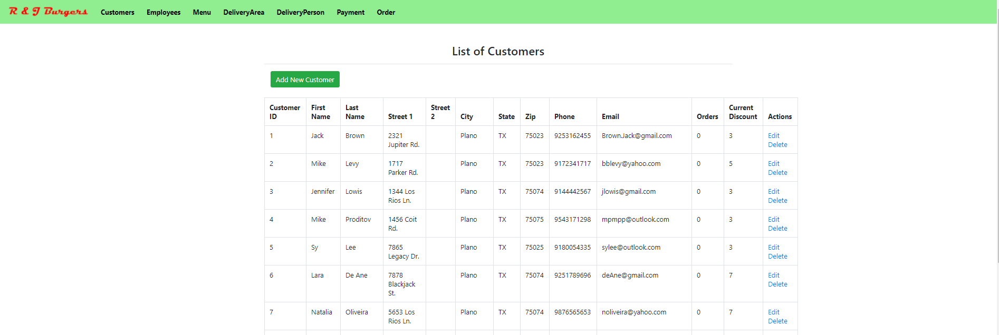 R & J Burgers Customers Employees Menu DeliveryArea DeliveryPerson Payment Order
List of Customers
Add New Customer
Customer ID First Name Last Name Street 1 Street 2 City State Zip Phone Email Orders Current Discount Actions
1 Jack Brown 2321 Jupiter Rd. Plano TX 75023 9253162455 Brown.Jack@gmail.com 0 3 Edit Delete
2 Mike Levy 1717 Parker Rd. Plano TX 75023 9172341717 bblevy@yahoo.com 0 5 Edit Delete
3 Jennifer Lowis 1344 Los Rios Ln. Plano TX 75074 9144442567 jlowis@gmail.com 0 3 Edit Delete
4 Mike Proditov 1456 Coit Rd. Plano TX 75075 9543171298 mpmpp@outlook.com 0 3 Edit Delete
5 Sy Lee 7865 Legacy Dr. Plano TX 75025 9180054335 sylee@outlook.com 0 3 Edit Delete
6 Lara De Ane 7878 Blackjack St. Plano TX 75074 9251789696 deAne@gmail.com 0 7 Edit Delete
7 Natalia Oliveira 5653 Los Rios Ln. Plano TX 75074 9876565653 noliveira@yahoo.com 0 7 Edit Delete